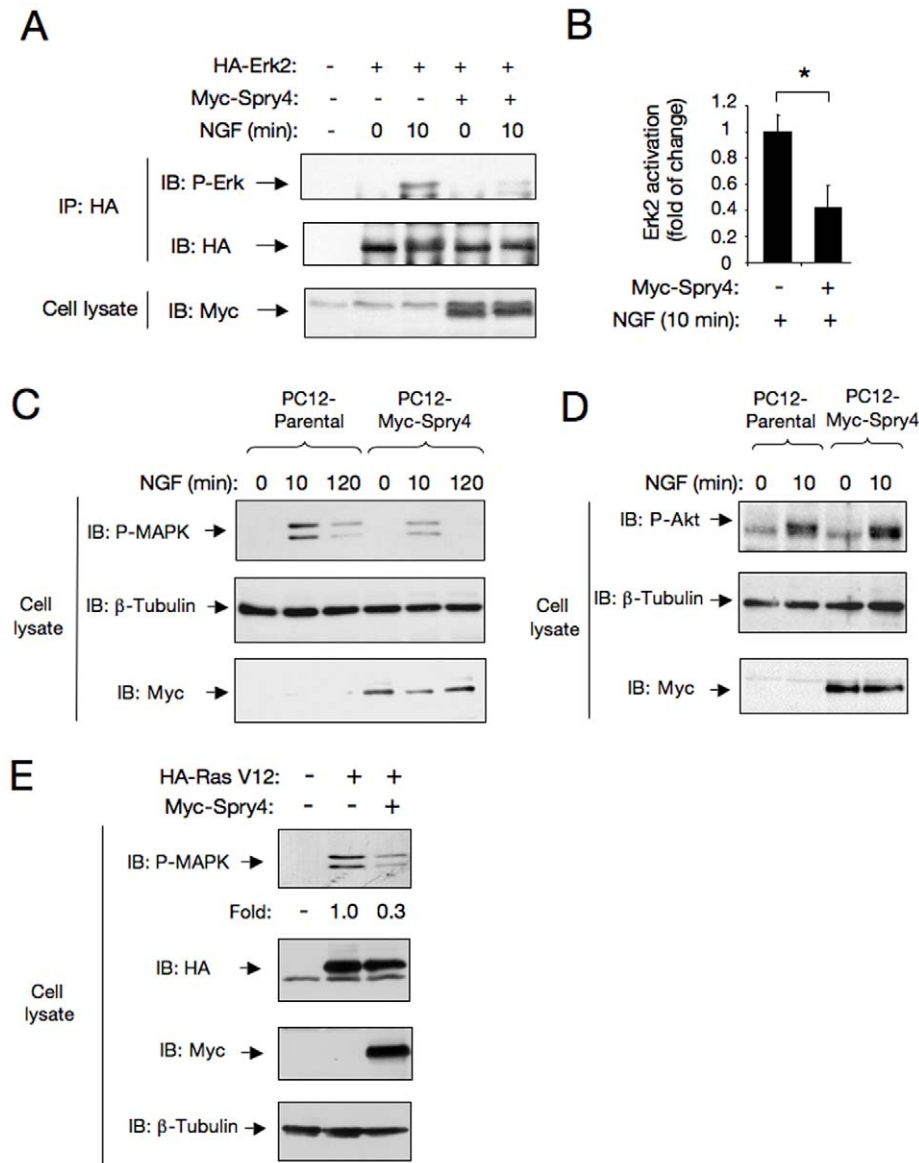 A
HA-Erk2: - + + + +
Myc-Spry4: - - - + +
NGF (min): - 0 10 0 10
IP: HA
IB: P-Erk
IB: HA
Cell lysate
IB: Myc
B
*
Erk2 activation
(fold of change)
1.2
1
0.8
0.6
0.4
0.2
0
Myc-Spry4: - +
NGF (10 min): + +
C
PC12-
Parental
PC12-
Myc-Spry4
NGF (min): 0 10 120 0 10 120
IB: P-MAPK
Cell
lysate
IB: β-Tubulin
IB: Myc
D
PC12-
Parental
PC12-
Myc-Spry4
NGF (min): 0 10 0 10
IB: P-Akt
Cell
lysate
IB: β-Tubulin
IB: Myc
E
HA-Ras V12: - + +
Myc-Spry4: - - +
IB: P-MAPK
Fold: - 1.0 0.3
Cell
lysate
IB: HA
IB: Myc
IB: β-Tubulin